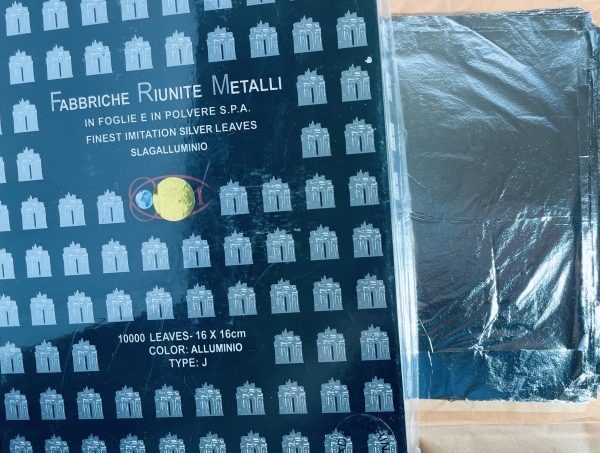 FABBRICHE RIUNITE METALLI
IN FOGLIE E IN POLVERE S.P.A.
FINEST IMITATION SILVER LEAVES
SLAGALLUMINIO
10000 LEAVES- 16 X 16cm
COLOR: ALLUMINIO
TYPE: J